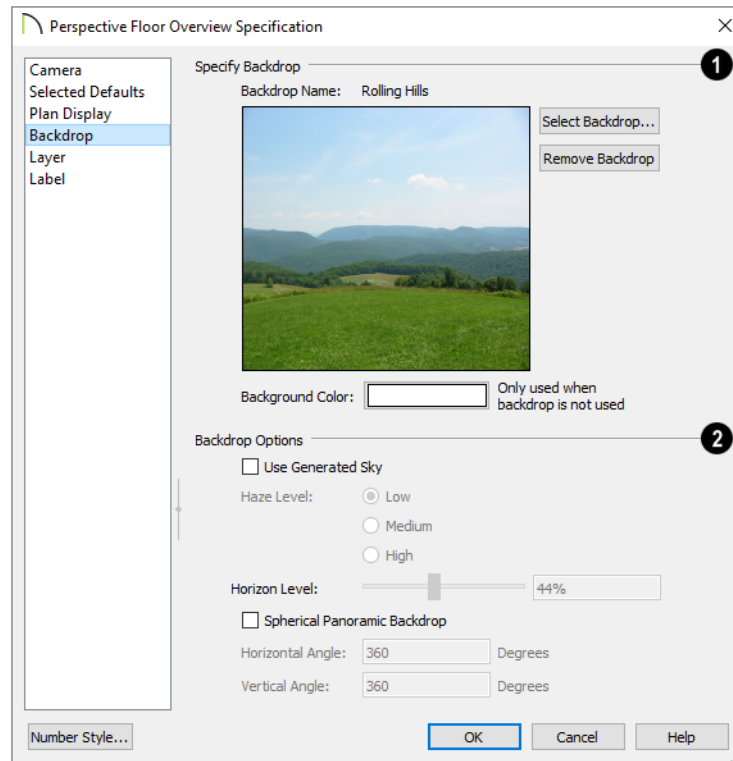 Perspective Floor Overview Specification
Camera
Selected Defaults
Plan Display
Backdrop
Layer
Label
Specify Backdrop
1
Backdrop Name: Rolling Hills
Select Backdrop...
Remove Backdrop
Background Color:
Only used when
backdrop is not used
Backdrop Options
2
Use Generated Sky
Haze Level:
Low
Medium
High
Horizon Level:
44%
Spherical Panoramic Backdrop
Horizontal Angle: 360 Degrees
Vertical Angle: 360 Degrees
Number Style...
OK
Cancel
Help